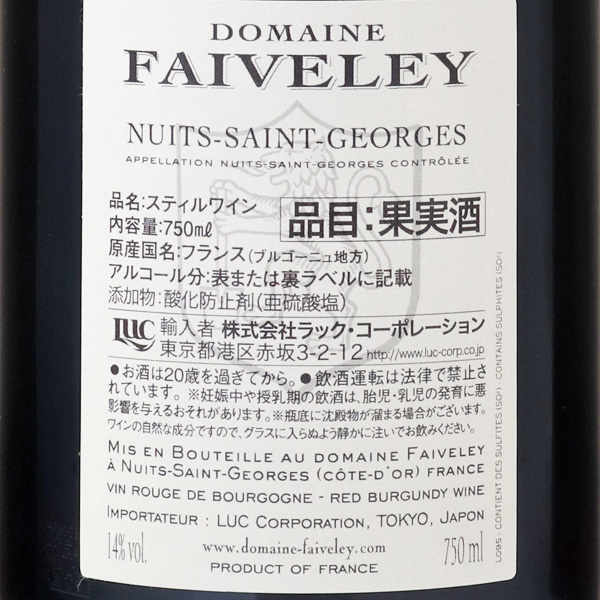 DOMAINE
FAIVELEY
NUITS-SAINT-GEORGES
APPELLATION NUITS-SAINT-GEORGES CONTRÔLÉE
品名:スティルワイン
内容量:750mℓ
品目:果実酒
原産国名:フランス(ブルゴーニュ地方)
アルコール分:表または裏ラベルに記載
添加物:酸化防止剤(亜硫酸塩)
LUC 輸入者 株式会社ラック・コーポレーション
東京都港区赤坂3-2-12 http://www.luc-corp.co.jp
●お酒は20歳を過ぎてから。●飲酒運転は法律で禁止さ
れています。※妊娠中や授乳期の飲酒は、胎児・乳児の発育に悪
影響を与えるおそれがあります。※瓶底に沈殿物が溜まる場合がございます。
ワインの自然な成分ですので、グラスに入らぬよう静かに注いでお飲みください。
MIS EN BOUTEILLE AU DOMAINE FAIVELEY
À NUITS-SAINT-GEORGES (CÔTE-D'OR) FRANCE
VIN ROUGE DE BOURGOGNE - RED BURGUNDY WINE
IMPORTATEUR : LUC CORPORATION, TOKYO, JAPON
14% vol. www.domaine-faiveley.com 750 ml
PRODUCT OF FRANCE
L095 - CONTIENT DES SULFITES (SO²) - CONTAINS SULPHITES (SO²)